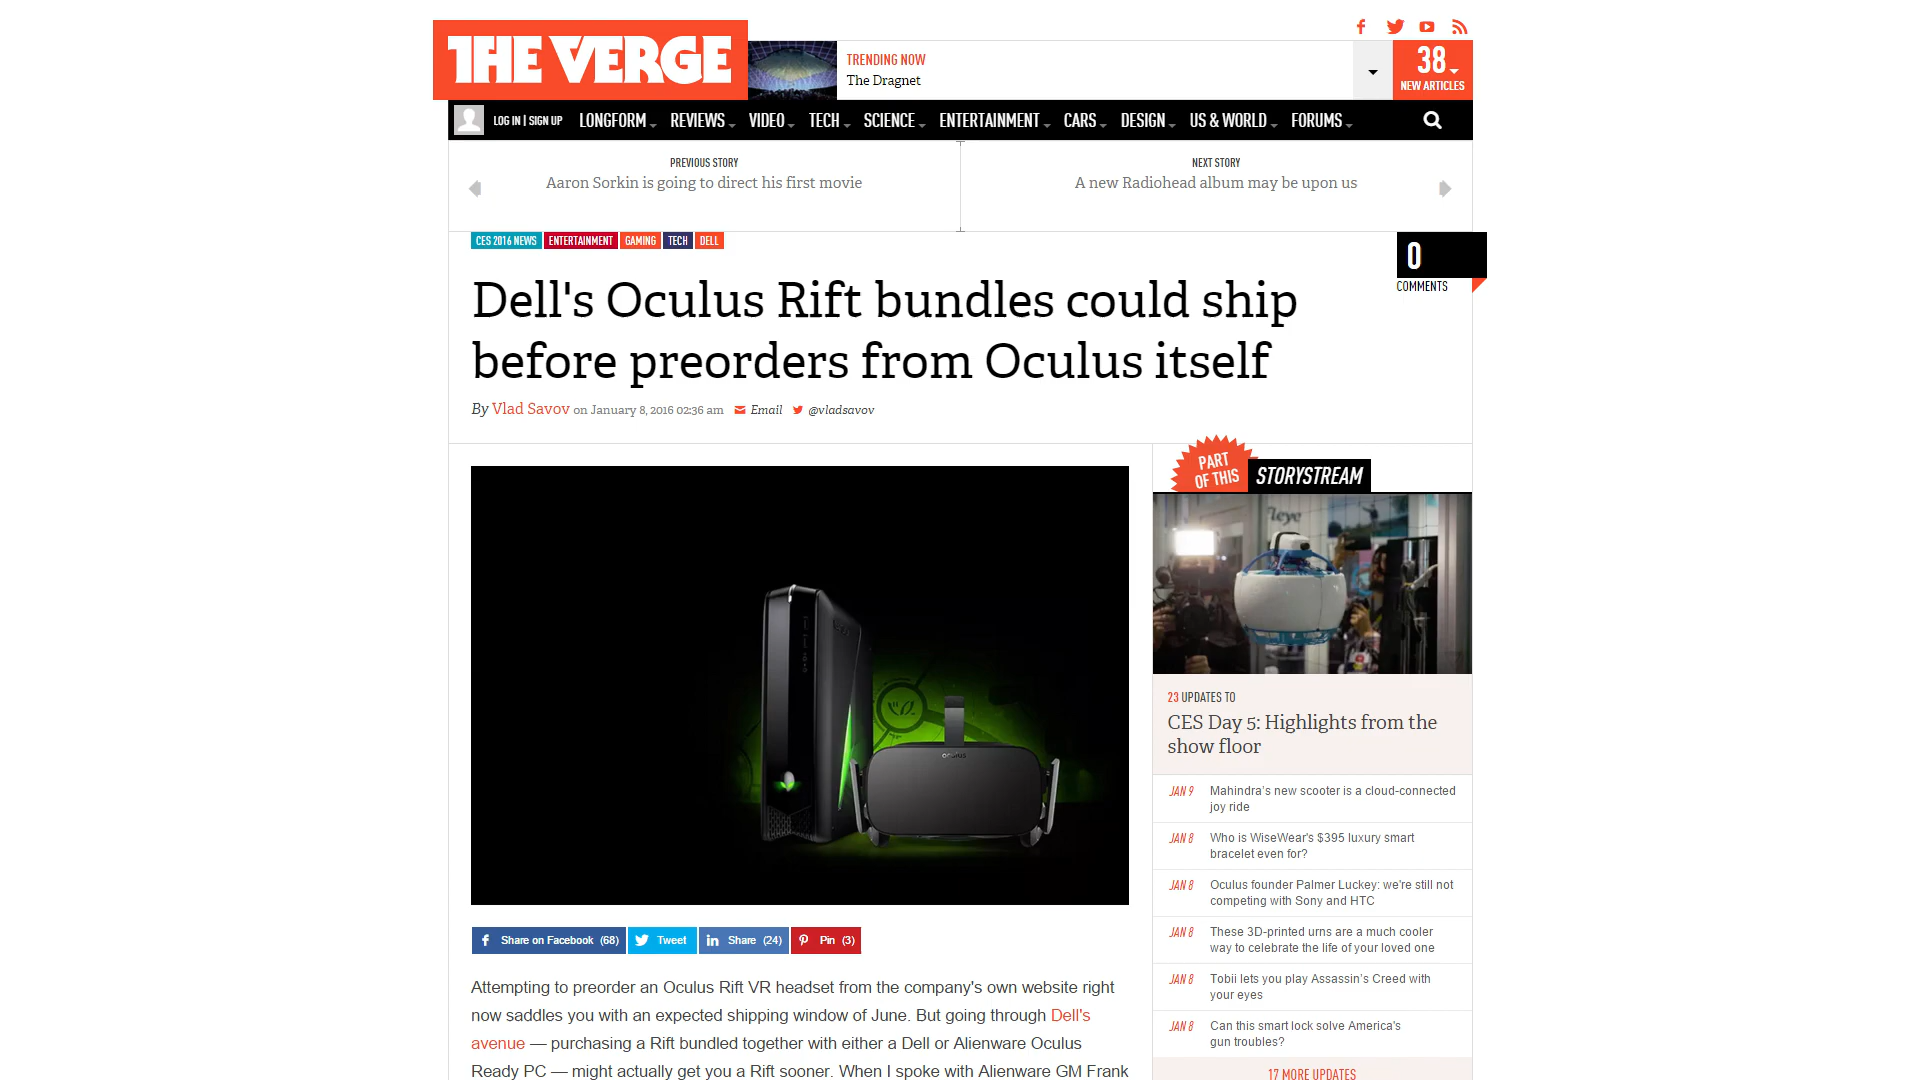 THE VERGE
TRENDING NOW
The Dragnet
38
NEW ARTICLES
LOG IN | SIGN UP LONGFORM REVIEWS VIDEO TECH SCIENCE ENTERTAINMENT CARS DESIGN US & WORLD FORUMS
PREVIOUS STORY
Aaron Sorkin is going to direct his first movie
NEXT STORY
A new Radiohead album may be upon us
CES 2016 NEWS ENTERTAINMENT GAMING TECH DELL
0
COMMENTS
Dell's Oculus Rift bundles could ship
before preorders from Oculus itself
By Vlad Savov on January 8, 2016 02:36 am Email @vladsavov
oculus
Share on Facebook (68) Tweet Share (24) Pin (3)
Attempting to preorder an Oculus Rift VR headset from the company's own website right
now saddles you with an expected shipping window of June. But going through Dell's
avenue — purchasing a Rift bundled together with either a Dell or Alienware Oculus
Ready PC — might actually get you a Rift sooner. When I spoke with Alienware GM Frank
PART
OF THIS
STORYSTREAM
fleye
23 UPDATES TO
CES Day 5: Highlights from the
show floor
JAN 9 Mahindra's new scooter is a cloud-connected
joy ride
JAN 8 Who is WiseWear's $395 luxury smart
bracelet even for?
JAN 8 Oculus founder Palmer Luckey: we're still not
competing with Sony and HTC
JAN 8 These 3D-printed urns are a much cooler
way to celebrate the life of your loved one
JAN 8 Tobii lets you play Assassin's Creed with
your eyes
JAN 8 Can this smart lock solve America's
gun troubles?
17 MORE UPDATES